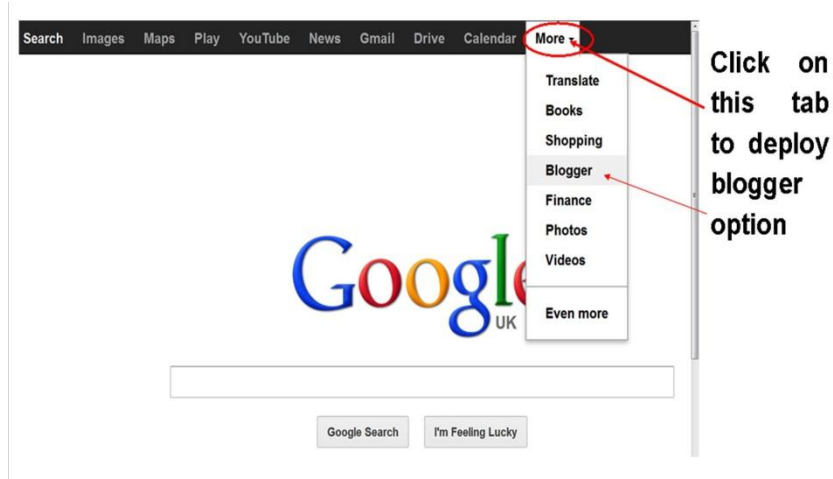 Search Images Maps Play YouTube News Gmail Drive Calendar More
Translate
Books
Shopping
Blogger
Finance
Photos
Videos
Even more
Google
UK
Google Search I'm Feeling Lucky
Click on
this tab
to deploy
blogger
option